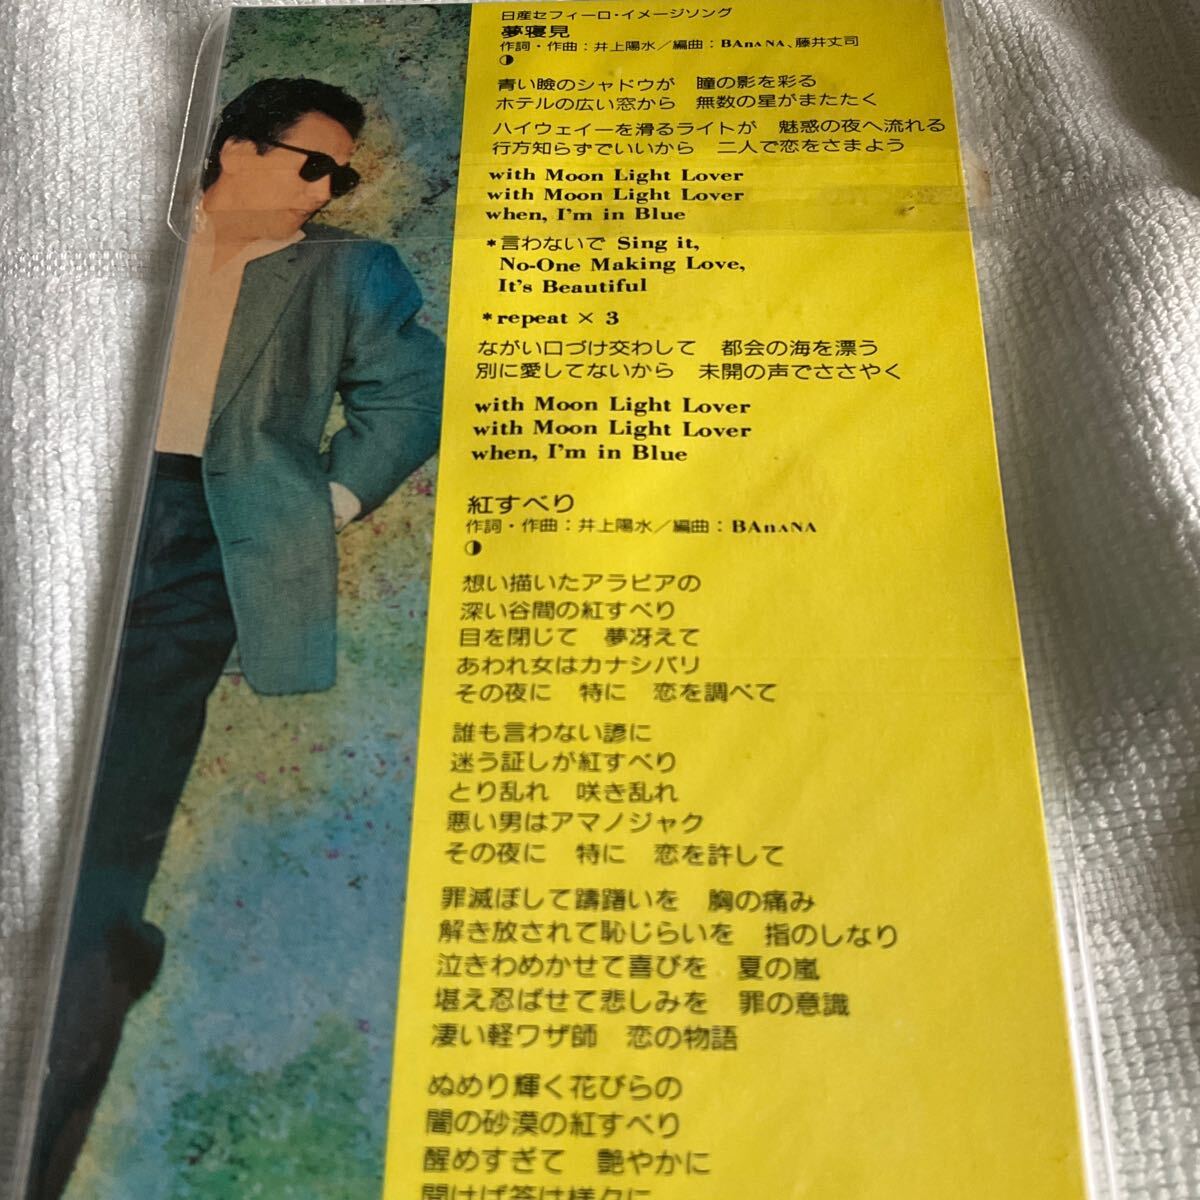 日産セフィーロ・イメージソング
夢寝見
作詞・作曲：井上陽水／編曲：BAnANA、藤井丈司
青い瞼のシャドウが　瞳の影を彩る
ホテルの広い窓から　無数の星がまたたく
ハイウェイーを滑るライトが　魅惑の夜へ流れる
行方知らずでいいから　二人で恋をさまよう
with Moon Light Lover
with Moon Light Lover
when, I'm in Blue
*言わないで Sing it,
No-One Making Love,
It's Beautiful
*repeat × 3
ながい口づけ交わして　都会の海を漂う
別に愛してないから　未開の声でささやく
with Moon Light Lover
with Moon Light Lover
when, I'm in Blue
紅すべり
作詞・作曲：井上陽水／編曲：BAnANA
想い描いたアラビアの
深い谷間の紅すべり
目を閉じて　夢冴えて
あわれ女はカナシバリ
その夜に　特に　恋を調べて
誰も言わない諺に
迷う証しが紅すべり
とり乱れ　咲き乱れ
悪い男はアマノジャク
その夜に　特に　恋を許して
罪滅ぼして躊躇いを　胸の痛み
解き放されて恥じらいを　指のしなり
泣きわめかせて喜びを　夏の嵐
堪え忍ばせて悲しみを　罪の意識
凄い軽ワザ師　恋の物語
ぬめり輝く花びらの
闇の砂漠の紅すべり
醒めすぎて　艶やかに
開けば答は様々に